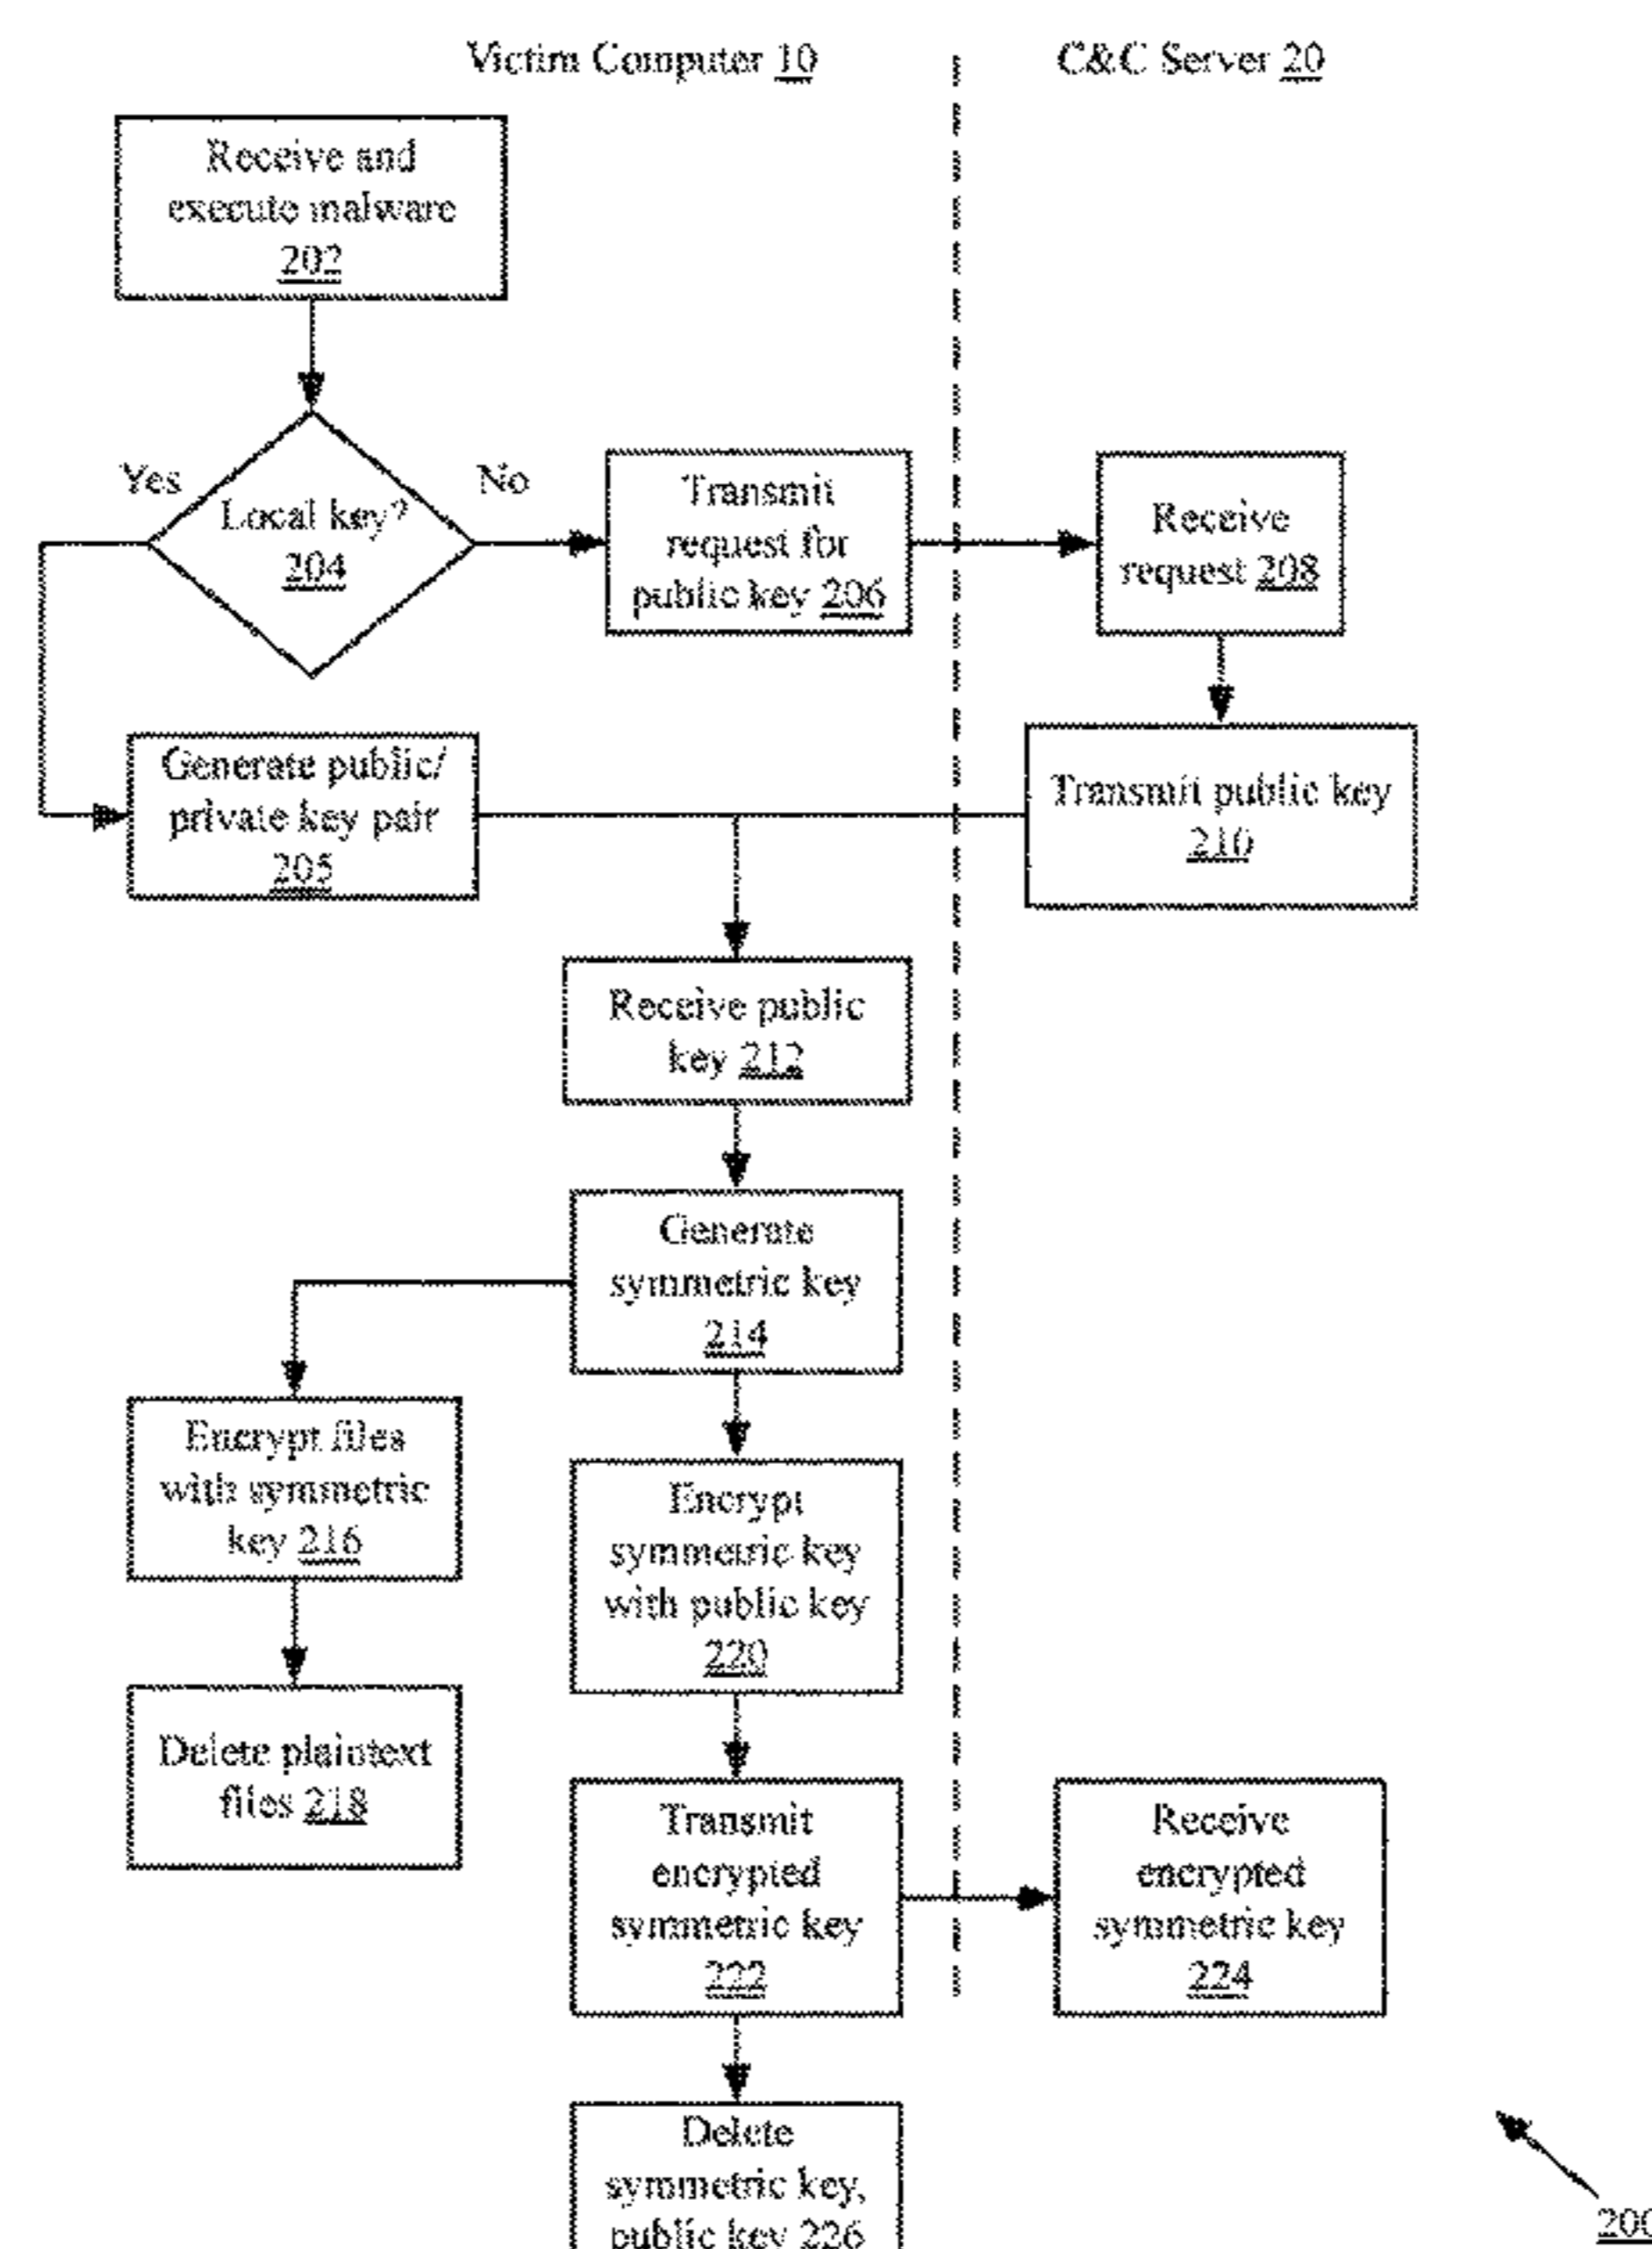 Victim Computer 10
C&C Server 20
Receive and
execute malware
202
Yes
No
Local key?
204
Transmit
request for
public key 206
Receive
request 208
Generate public/
private key pair
205
Transmit public key
210
Receive public
key 212
Generate
symmetric key
214
Encrypt files
with symmetric
key 216
Encrypt
symmetric key
with public key
220
Delete plaintext
files 218
Transmit
encrypted
symmetric key
222
Receive
encrypted
symmetric key
224
Delete
symmetric key,
public key 226
200